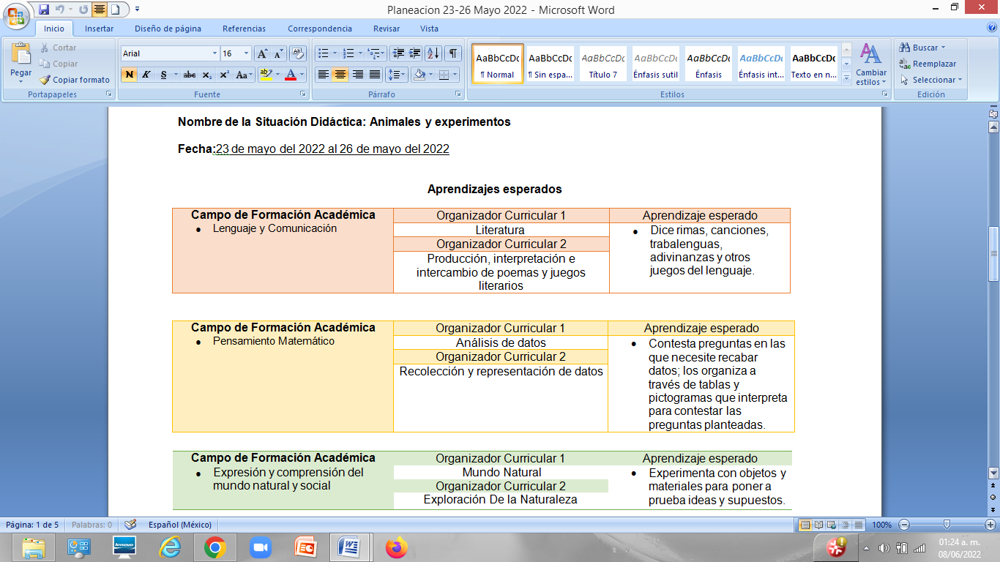 Planeacion 23-26 Mayo 2022 - Microsoft Word
Inicio Insertar Diseño de página Referencias Correspondencia Revisar Vista
Pegar
Cortar
Copiar
Copiar formato
Portapapeles
Arial 16
N K S abc x₂ x² Aa
Fuente
Párrafo
AaBbCcDc AaBbCcDc AaBbCcDc AaBbCcDc AaBbCcDc AaBbCcDc AaBbCcDc
¶ Normal ¶ Sin espa... Título 7 Énfasis sutil Énfasis Énfasis int... Texto en n...
Cambiar estilos
Estilos
Buscar
Reemplazar
Seleccionar
Edición
Nombre de la Situación Didáctica: Animales y experimentos
Fecha:23 de mayo del 2022 al 26 de mayo del 2022
Aprendizajes esperados
Campo de Formación Académica
• Lenguaje y Comunicación
Organizador Curricular 1
Literatura
Organizador Curricular 2
Producción, interpretación e
intercambio de poemas y juegos
literarios
Aprendizaje esperado
• Dice rimas, canciones,
trabalenguas,
adivinanzas y otros
juegos del lenguaje.
Campo de Formación Académica
• Pensamiento Matemático
Organizador Curricular 1
Análisis de datos
Organizador Curricular 2
Recolección y representación de datos
Aprendizaje esperado
• Contesta preguntas en las
que necesite recabar
datos; los organiza a
través de tablas y
pictogramas que interpreta
para contestar las
preguntas planteadas.
Campo de Formación Académica
• Expresión y comprensión del
mundo natural y social
Organizador Curricular 1
Mundo Natural
Organizador Curricular 2
Exploración De la Naturaleza
Aprendizaje esperado
• Experimenta con objetos y
materiales para poner a
prueba ideas y supuestos.
Página: 1 de 5 Palabras: 0 Español (México) 100%
lenovo
01:24 a. m.
08/06/2022